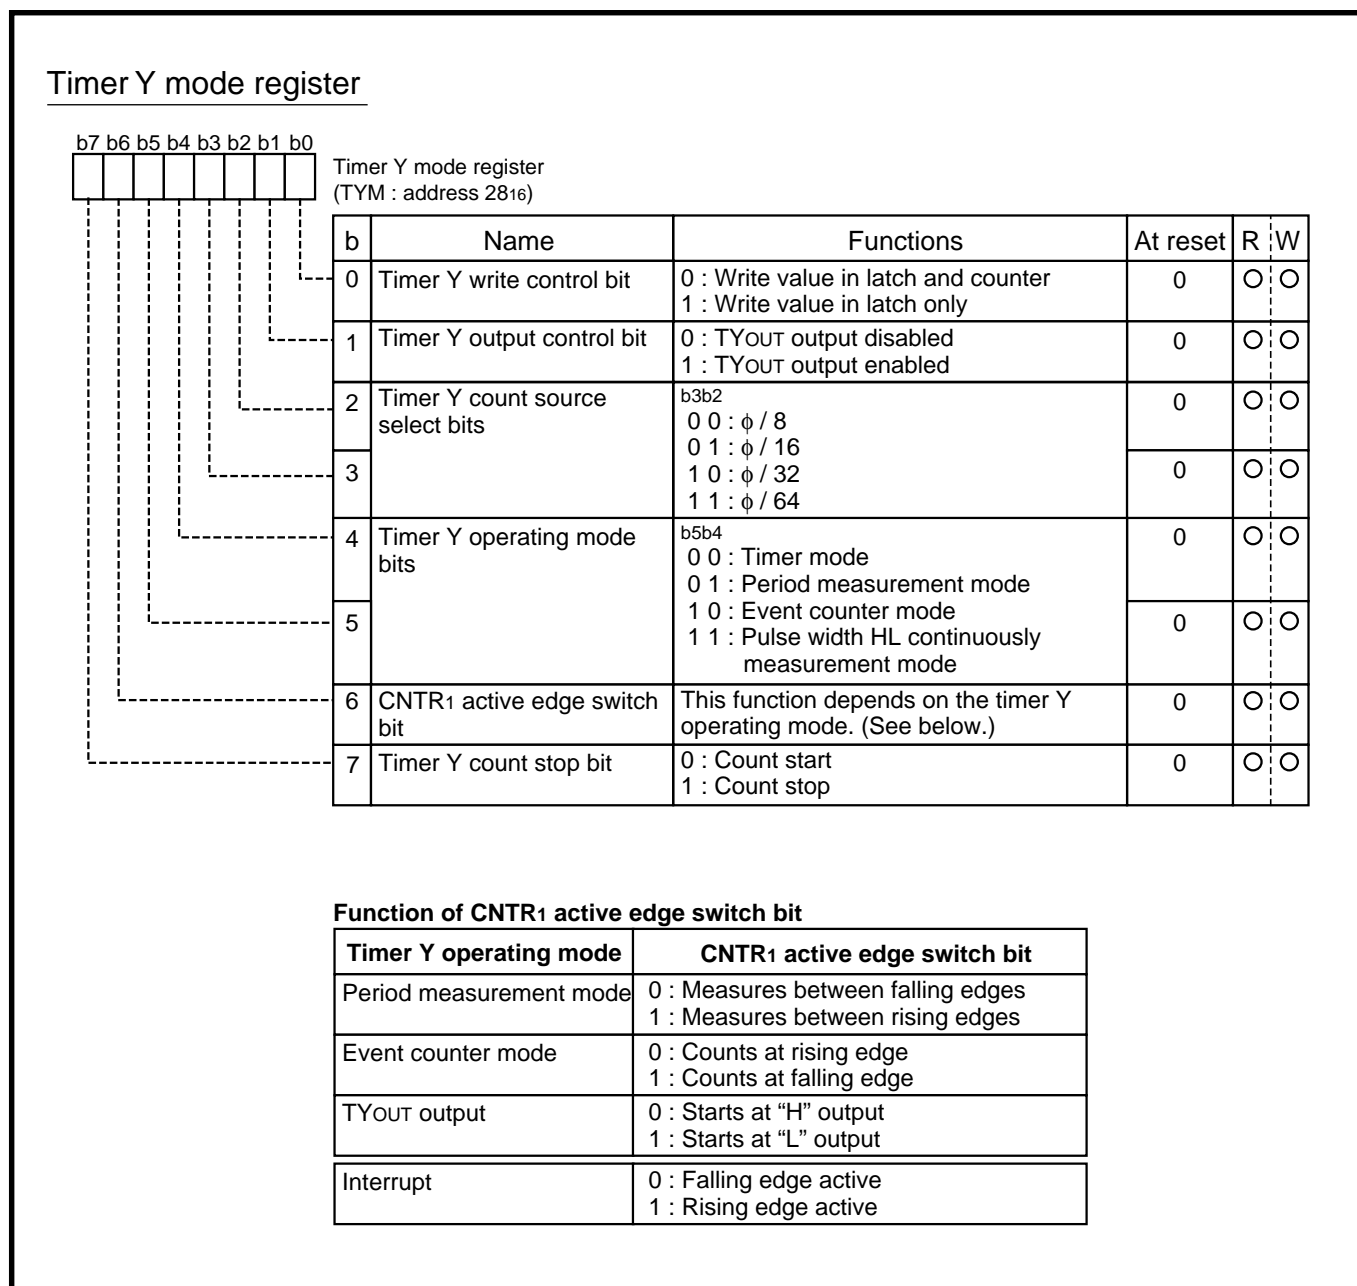 Timer Y mode register
b7 b6 b5 b4 b3 b2 b1 b0
Timer Y mode register
(TYM : address 2816)
b Name Functions At reset R W
0 Timer Y write control bit 0 : Write value in latch and counter 0 O O
1 : Write value in latch only
1 Timer Y output control bit 0 : TYOUT output disabled 0 O O
1 : TYOUT output enabled
2 Timer Y count source b3b2 0 O O
select bits 0 0 : ϕ / 8
0 1 : ϕ / 16
3 1 0 : ϕ / 32 0 O O
1 1 : ϕ / 64
4 Timer Y operating mode b5b4 0 O O
bits 0 0 : Timer mode
0 1 : Period measurement mode
5 1 0 : Event counter mode 0 O O
1 1 : Pulse width HL continuously
measurement mode
6 CNTR1 active edge switch This function depends on the timer Y 0 O O
bit operating mode. (See below.)
7 Timer Y count stop bit 0 : Count start 0 O O
1 : Count stop
Function of CNTR1 active edge switch bit
Timer Y operating mode CNTR1 active edge switch bit
Period measurement mode 0 : Measures between falling edges
1 : Measures between rising edges
Event counter mode 0 : Counts at rising edge
1 : Counts at falling edge
TYOUT output 0 : Starts at “H” output
1 : Starts at “L” output
Interrupt 0 : Falling edge active
1 : Rising edge active